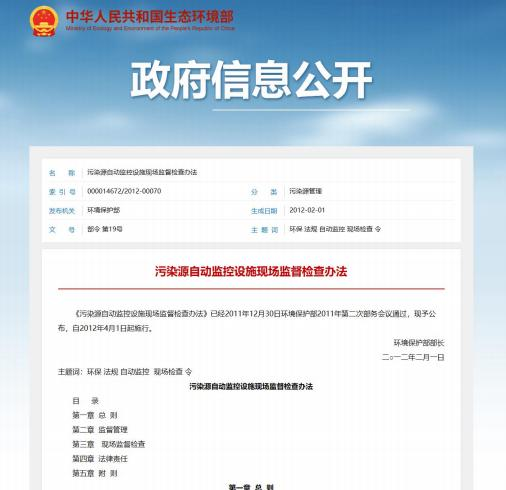 中华人民共和国生态环境部
Ministry of Ecology and Environment of the People's Republic of China
政府信息公开
名 称 污染源自动监控设施现场监督检查办法
索 引 号 000014672/2012-00070 分 类 污染源管理
发布机关 环境保护部 生成日期 2012-02-01
文 号 部令 第19号 主 题 词 环保 法规 自动监控 现场检查 令
污染源自动监控设施现场监督检查办法
《污染源自动监控设施现场监督检查办法》已经2011年12月30日环境保护部2011年第二次部务会议通过，现予公
布，自2012年4月1日起施行。
环境保护部部长
二○一二年二月一日
主题词：环保 法规 自动监控 现场检查 令
污染源自动监控设施现场监督检查办法
目 录
第一章 总 则
第二章 监督管理
第三章 现场监督检查
第四章 法律责任
第五章 附 则
第一章 总 则